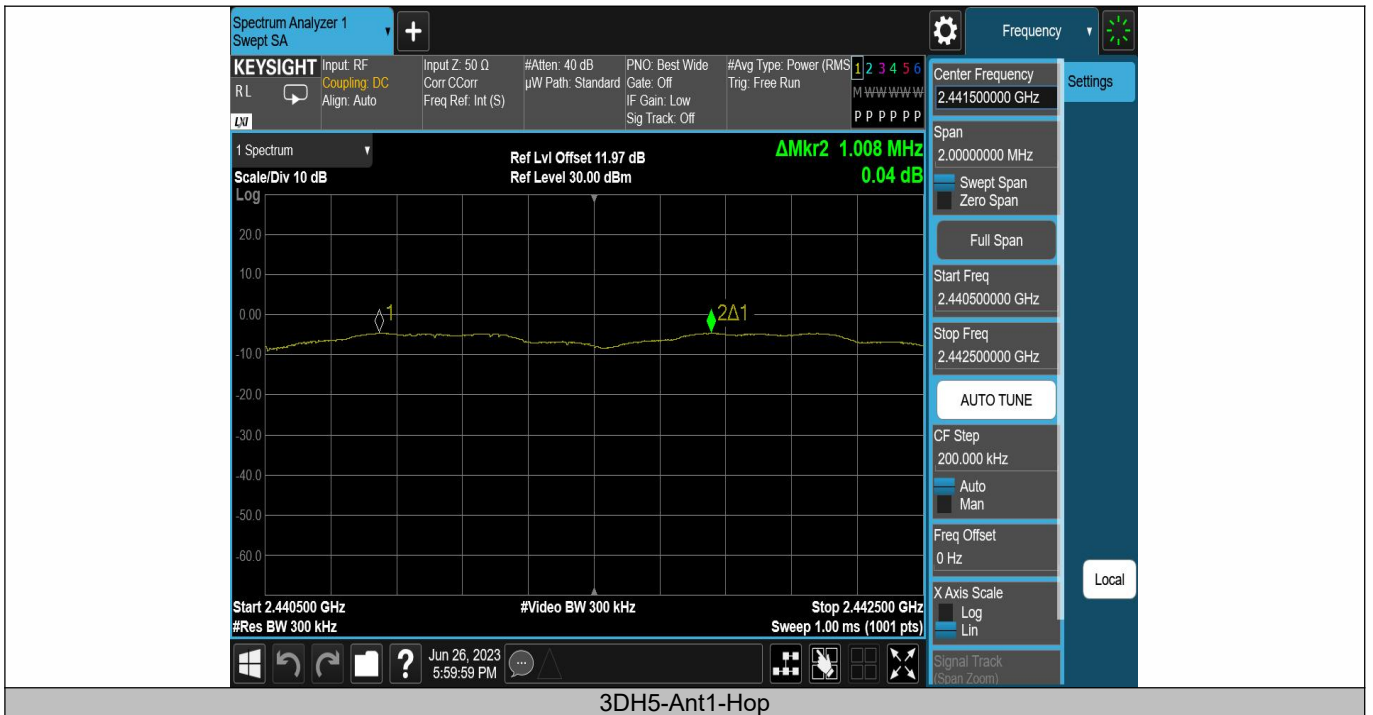 Spectrum Analyzer 1
Swept SA
Frequency
KEYSIGHT
RL
LXI
Input: RF
Coupling: DC
Align: Auto
Input Z: 50 Ω
Corr CCorr
Freq Ref: Int (S)
#Atten: 40 dB
µW Path: Standard
PNO: Best Wide
Gate: Off
IF Gain: Low
Sig Track: Off
#Avg Type: Power (RMS
Trig: Free Run
1 2 3 4 5 6
M W W W W W
P P P P P P
1 Spectrum
Scale/Div 10 dB
Log
Ref Lvl Offset 11.97 dB
Ref Level 30.00 dBm
ΔMkr2 1.008 MHz
0.04 dB
20.0
10.0
0.00
-10.0
-20.0
-30.0
-40.0
-50.0
-60.0
1
2Δ1
Start 2.440500 GHz
#Res BW 300 kHz
#Video BW 300 kHz
Stop 2.442500 GHz
Sweep 1.00 ms (1001 pts)
Center Frequency
2.441500000 GHz
Settings
Span
2.00000000 MHz
Swept Span
Zero Span
Full Span
Start Freq
2.440500000 GHz
Stop Freq
2.442500000 GHz
AUTO TUNE
CF Step
200.000 kHz
Auto
Man
Freq Offset
0 Hz
X Axis Scale
Log
Lin
Local
Signal Track
(Span Zoom)
?
Jun 26, 2023
5:59:59 PM
3DH5-Ant1-Hop